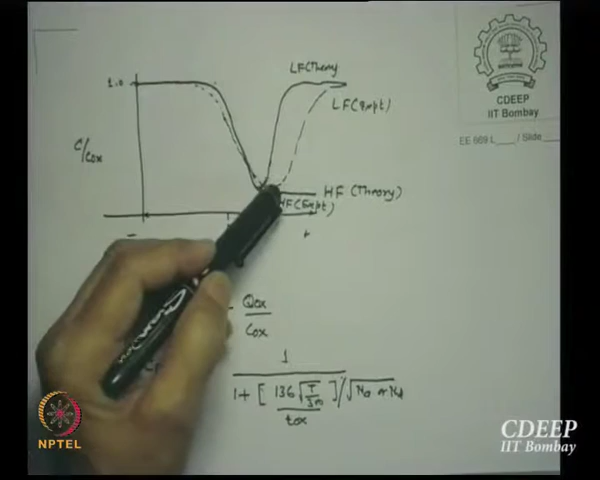 CDEEP
IIT Bombay
EE 669 L___ / Slide
LF (Theory
1.0
LF (Expt)
C/Cox
HF (Theory)
HF (Expt)
-
+
- Qox
Cox
1
1+ [ 136 √T/300 ] / √Na or Nd
tox
NPTEL
CDEEP
IIT Bombay